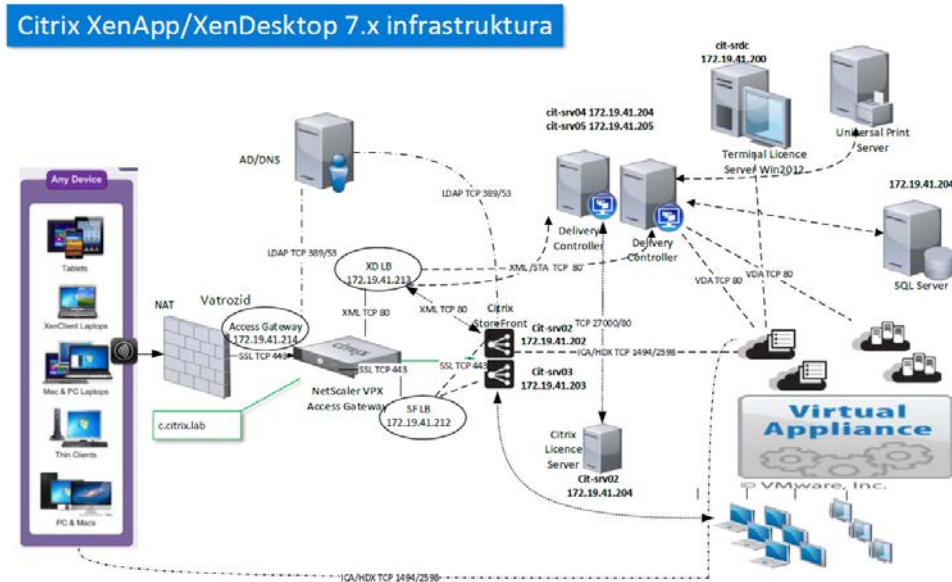 Citrix XenApp/XenDesktop 7.x infrastruktura
cit-srdc
172.19.41.200
cit-srv04 172.19.41.204
cit-srv05 172.19.41.205
AD/DNS
Terminal Licence
Server Win2012
Universal Print
Server
Any Device
LDAP TCP 389/53
172.19.41.204
Tablets
Delivery
Controller
Delivery
Controller
LDAP TCP 389/53
XML/STA TCP 80
VDA TCP 80
VDA TCP 80
SQL Server
XD LB
172.19.41.213
XenClient Laptops
NAT
Vatrozid
Access Gateway
172.19.41.214
XML TCP 80
XML TCP 80
Citrix
StoreFront
TCP 27000/80
Cit-srv02
172.19.41.202
SSL TCP 443
CITRIX
SSL TCP 443
SSL TCP 443
ICA/HDX TCP 1494/2598
Mac & PC Laptops
Cit-srv03
172.19.41.203
NetScaler VPX
Access Gateway
SF LB
172.19.41.212
c.citrix.lab
Thin Clients
Citrix
Licence
Server
Cit-srv02
172.19.41.204
Virtual
Appliance
© VMware, Inc.
PC & Macs
ICA/HDX TCP 1494/2598